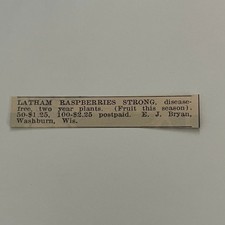 LATHAM RASPBERRIES STRONG, disease-
free, two year plants. (Fruit this season).
50-$1.25, 100-$2.25 postpaid. E. J. Bryan,
Washburn, Wis.